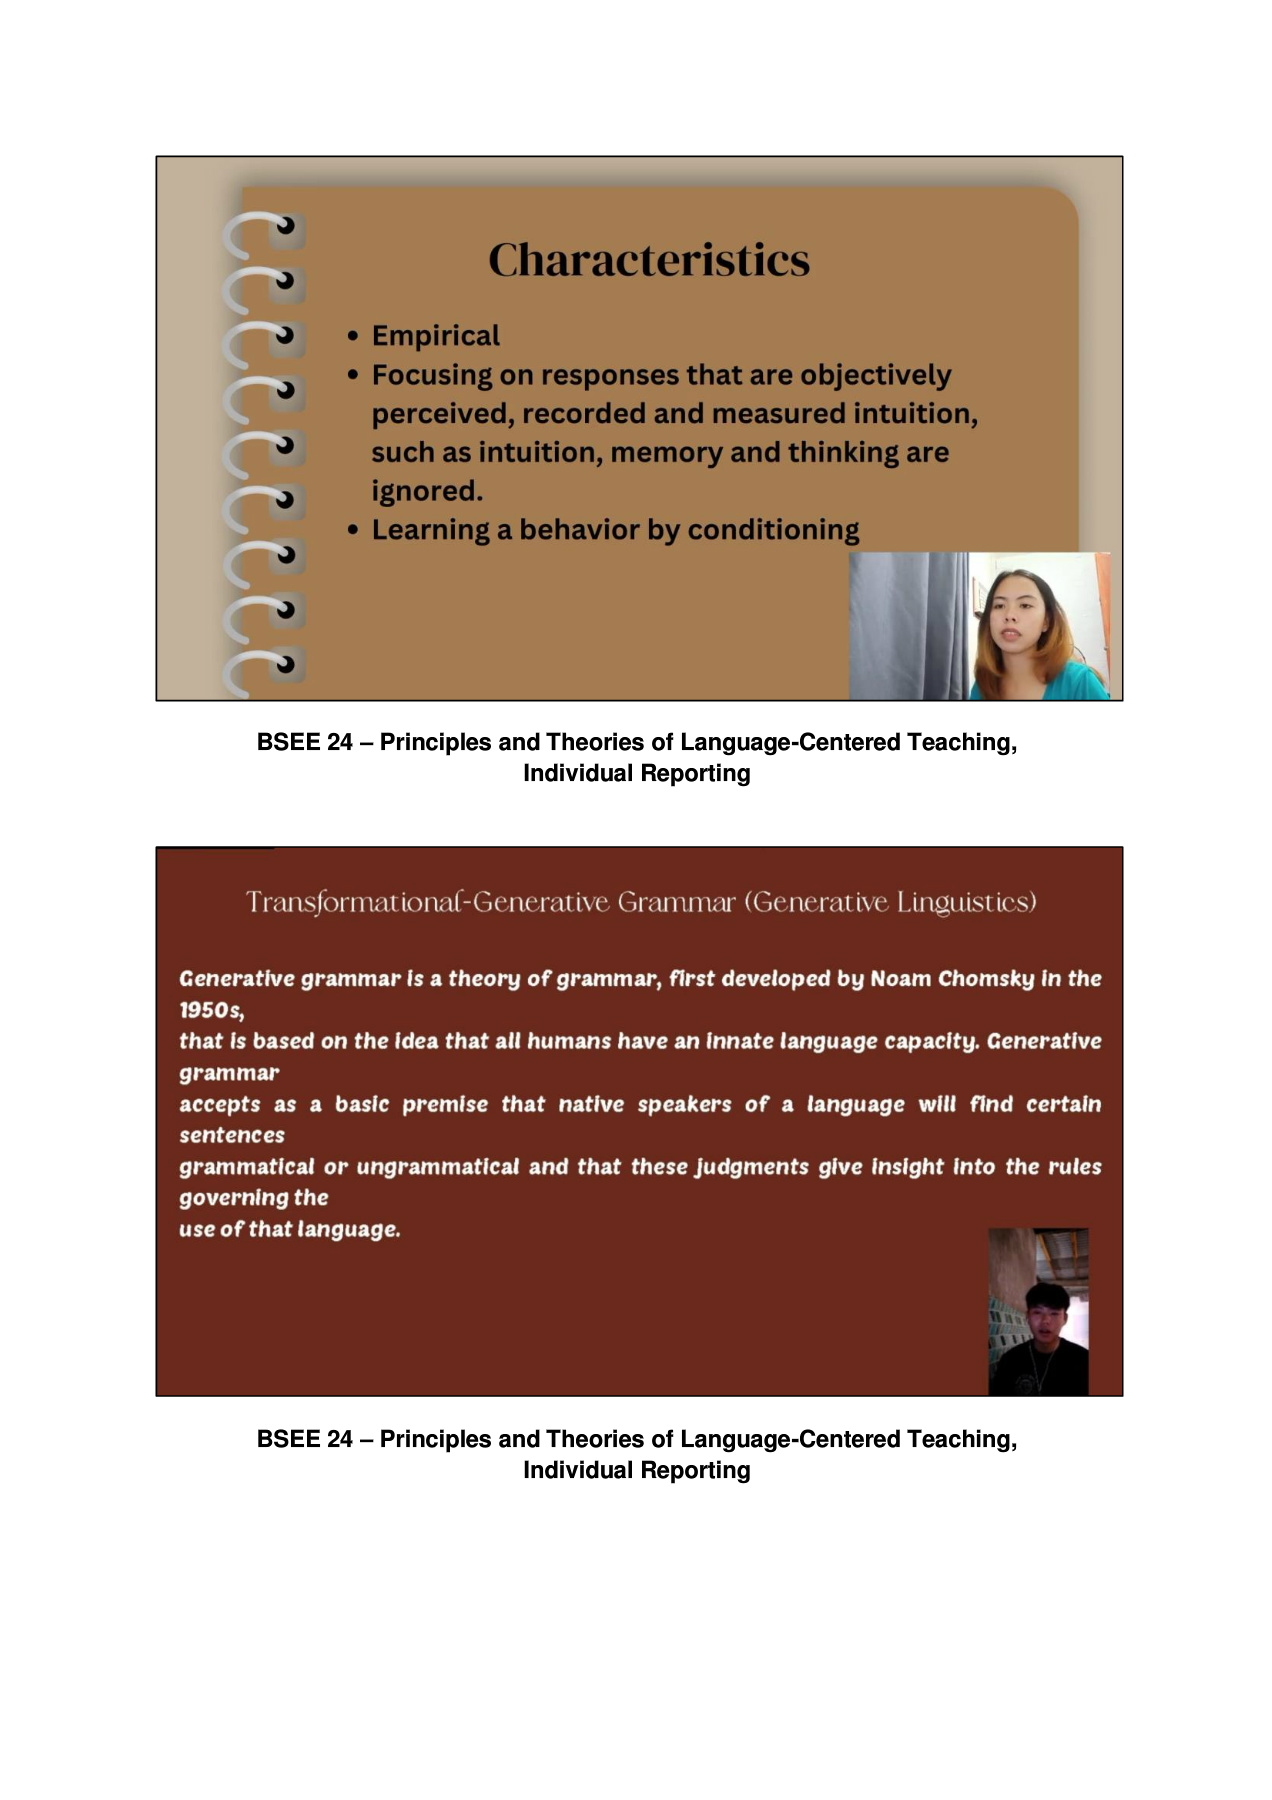 Characteristics
• Empirical
• Focusing on responses that are objectively
perceived, recorded and measured intuition,
such as intuition, memory and thinking are
ignored.
• Learning a behavior by conditioning
BSEE 24 – Principles and Theories of Language-Centered Teaching,
Individual Reporting
Transformational-Generative Grammar (Generative Linguistics)
Generative grammar is a theory of grammar, first developed by Noam Chomsky in the
1950s,
that is based on the idea that all humans have an innate language capacity. Generative
grammar
accepts as a basic premise that native speakers of a language will find certain
sentences
grammatical or ungrammatical and that these judgments give insight into the rules
governing the
use of that language.
BSEE 24 – Principles and Theories of Language-Centered Teaching,
Individual Reporting